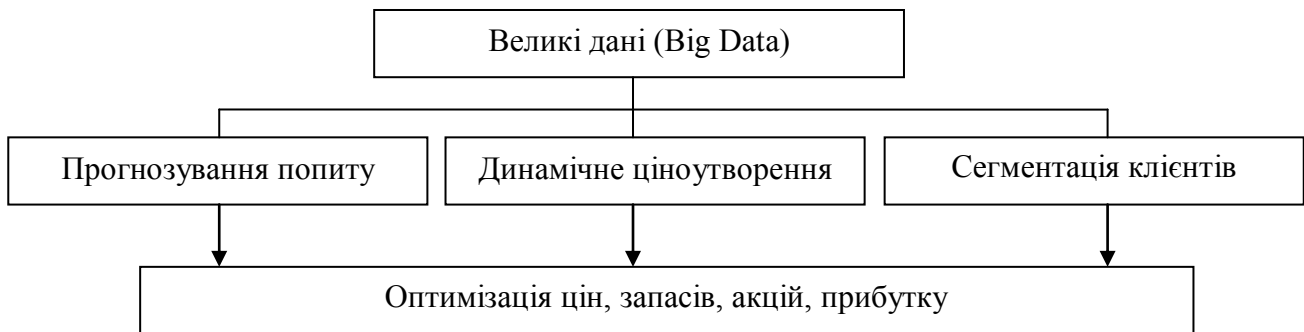 Великі дані (Big Data)
Прогнозування попиту
Динамічне ціноутворення
Сегментація клієнтів
Оптимізація цін, запасів, акцій, прибутку